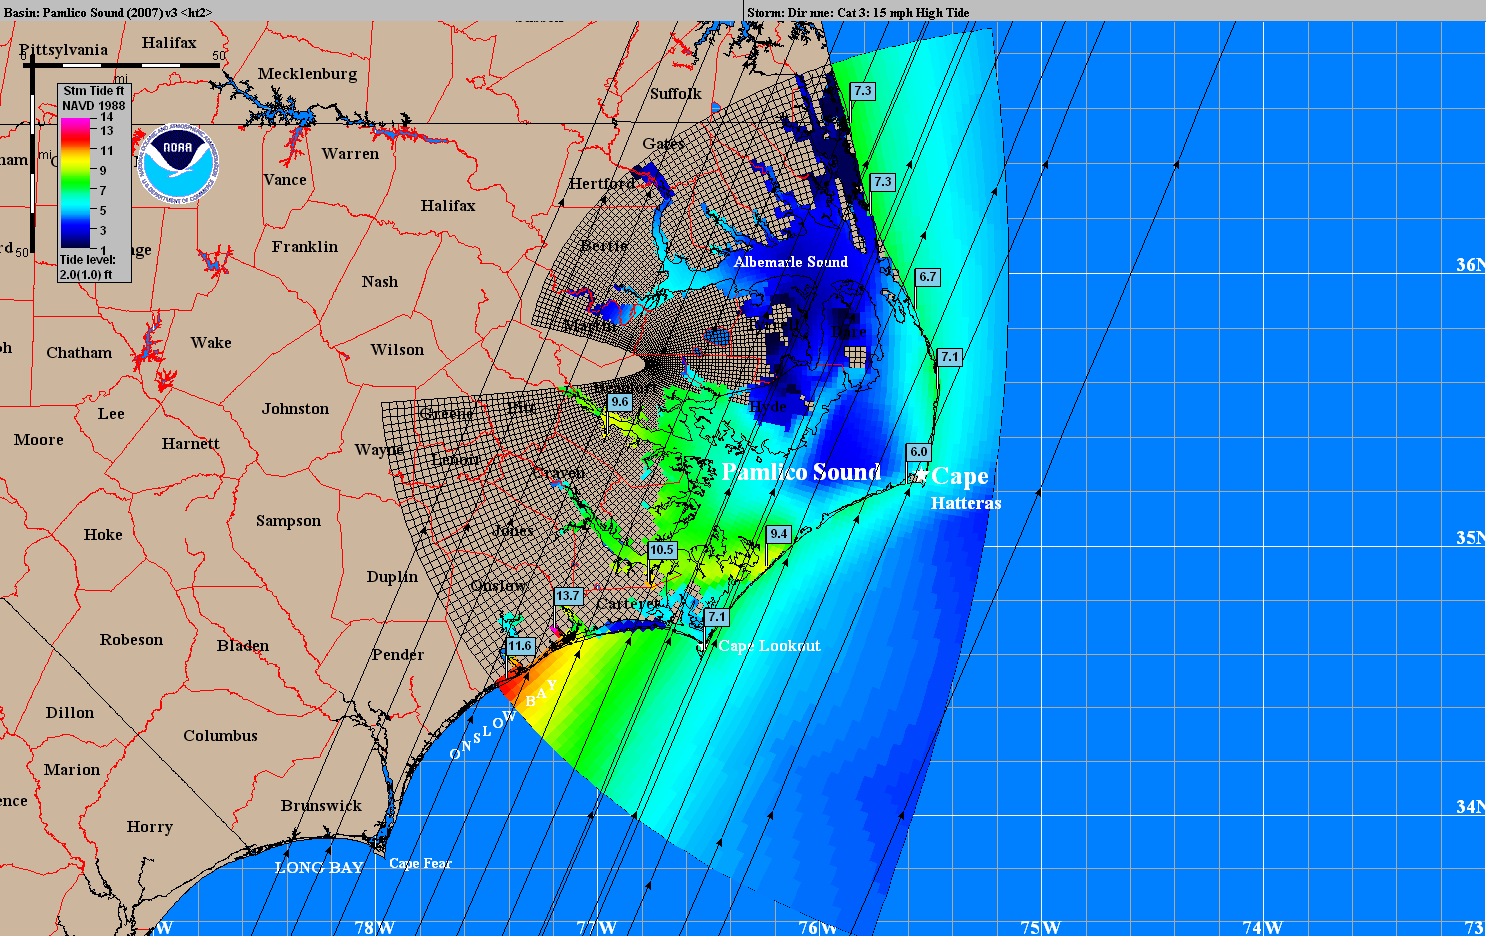 Basin: Pamlico Sound (2007) v3 <ht2>
Storm: Dir nne: Cat 3: 15 mph High Tide
Pittsylvania
Halifax
50
mi
Mecklenburg
Stm Tide ft
NAVD 1988
14
13
11
9
7
5
3
1
Tide level:
2.0(1.0) ft
mi
50
NOAA
Suffolk
7.3
Gates
Warren
Vance
Hertford
7.3
Halifax
Franklin
Bertie
Albemarle Sound
36N
6.7
Nash
Martin
Dare
Chatham
Wake
Wilson
7.1
Lee
Johnston
Greene
Pitt
9.6
Hyde
Moore
Harnett
Wayne
Lenoir
Craven
Pamlico Sound
6.0
Cape
Hatteras
Hoke
Sampson
Jones
9.4
35N
10.5
Duplin
Onslow
13.7
Carteret
7.1
Robeson
Bladen
Pender
11.6
Cape Lookout
Dillon
Columbus
ONSLOW BAY
Marion
Brunswick
34N
Horry
LONG BAY
Cape Fear
78W
77W
76W
75W
74W